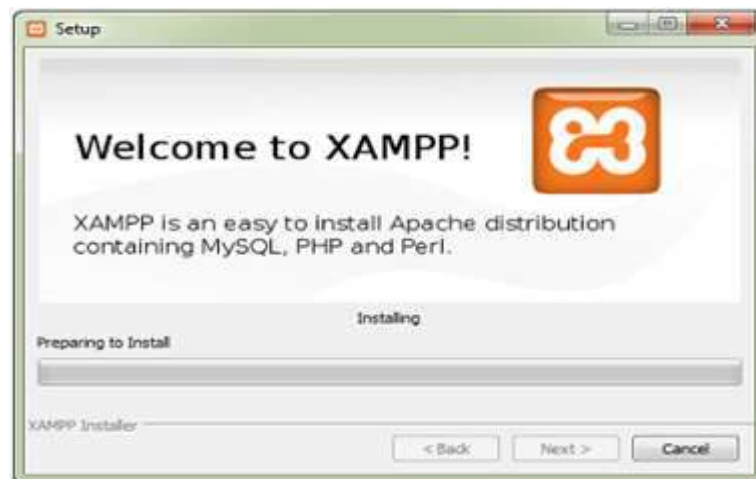 Setup
Welcome to XAMPP!
XAMPP is an easy to install Apache distribution
containing MySQL, PHP and Perl.
Installing
Preparing to Install
XAMPP Installer
< Back
Next >
Cancel